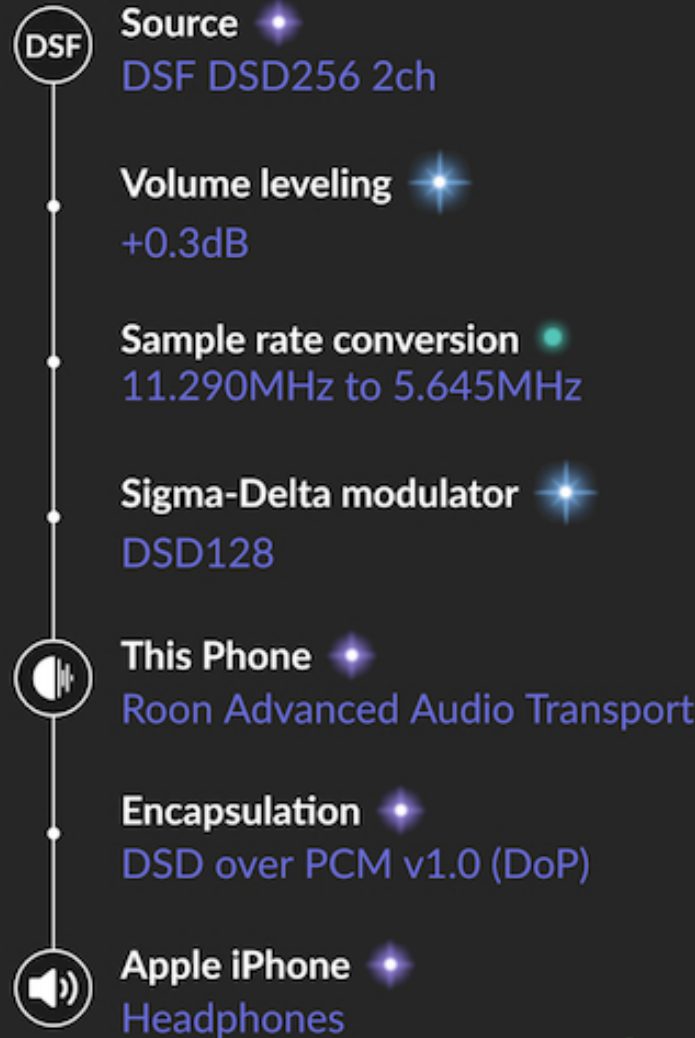 DSF
Source
DSF DSD256 2ch
Volume leveling
+0.3dB
Sample rate conversion
11.290MHz to 5.645MHz
Sigma-Delta modulator
DSD128
This Phone
Roon Advanced Audio Transport
Encapsulation
DSD over PCM v1.0 (DoP)
Apple iPhone
Headphones